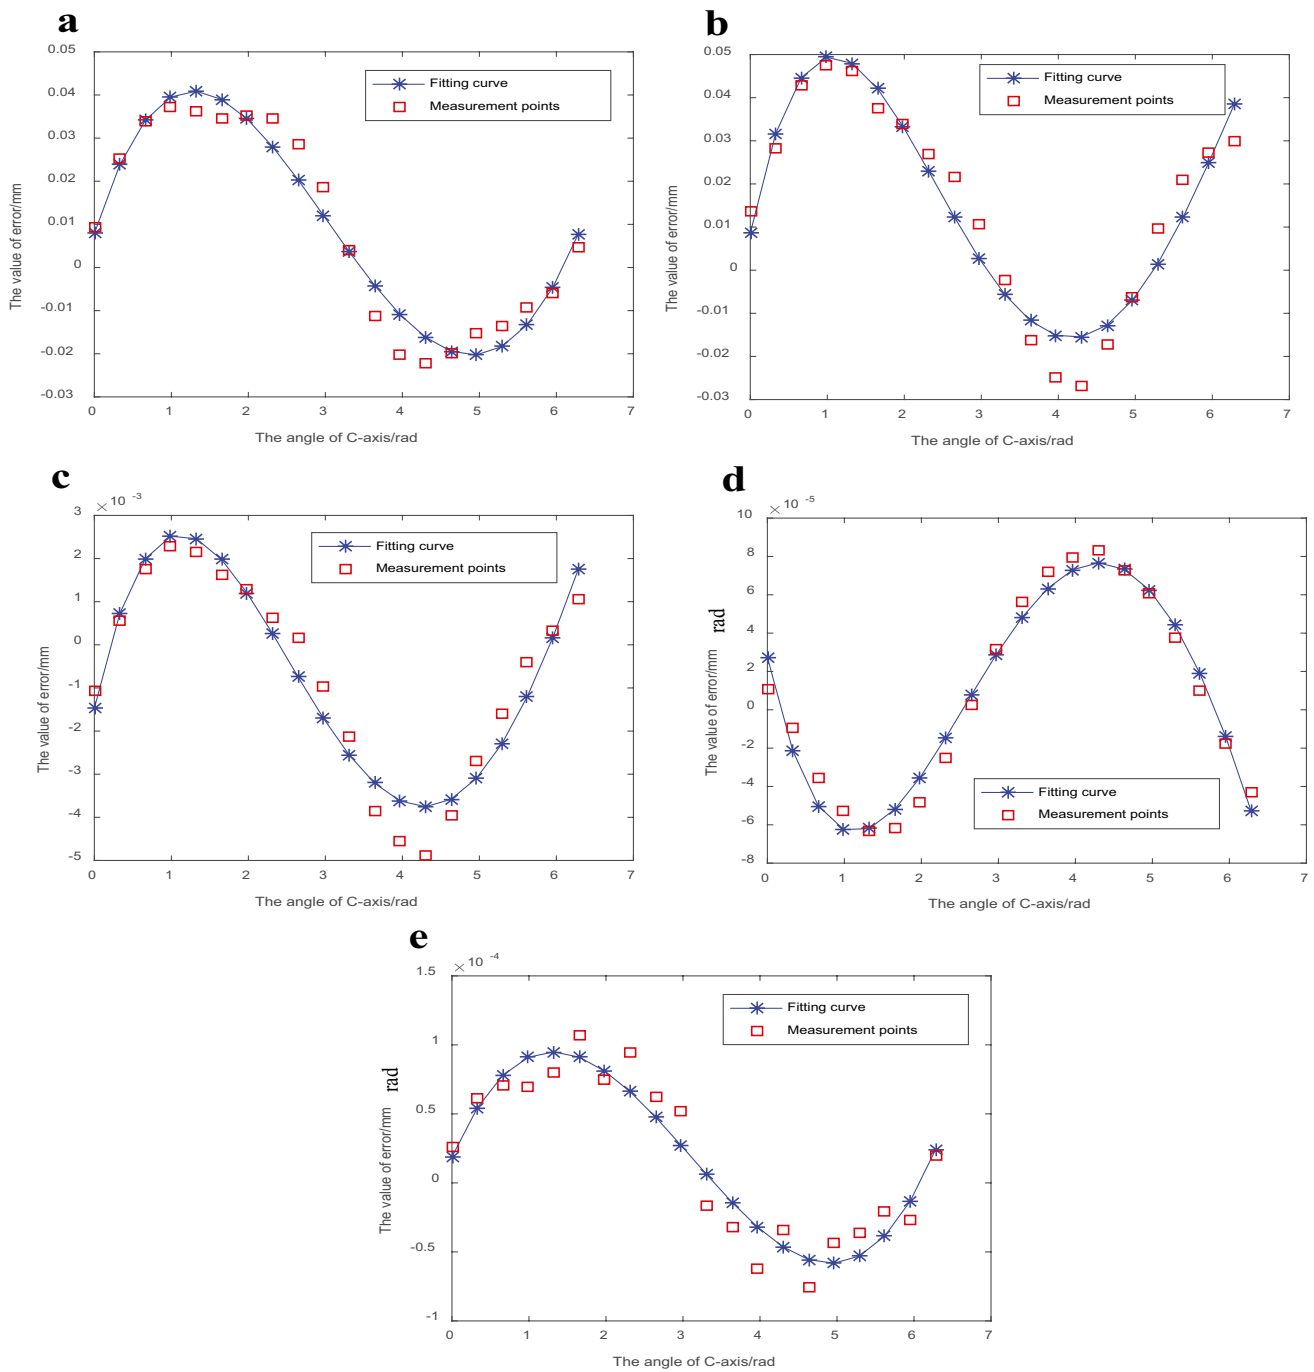 a
0.05
0.04
0.03
0.02
0.01
0
-0.01
-0.02
-0.03
0 1 2 3 4 5 6 7
The value of error/mm
The angle of C-axis/rad
Fitting curve
Measurement points
b
0.05
0.04
0.03
0.02
0.01
0
-0.01
-0.02
-0.03
0 1 2 3 4 5 6 7
The value of error/mm
The angle of C-axis/rad
Fitting curve
Measurement points
c
× 10 -3
3
2
1
0
-1
-2
-3
-4
-5
0 1 2 3 4 5 6 7
The value of error/mm
The angle of C-axis/rad
Fitting curve
Measurement points
d
× 10 -5
10
8
6
4
2
0
-2
-4
-6
-8
0 1 2 3 4 5 6 7
The value of error/mm rad
The angle of C-axis/rad
Fitting curve
Measurement points
e
× 10 -4
1.5
1
0.5
0
-0.5
-1
0 1 2 3 4 5 6 7
The value of error/mm rad
The angle of C-axis/rad
Fitting curve
Measurement points